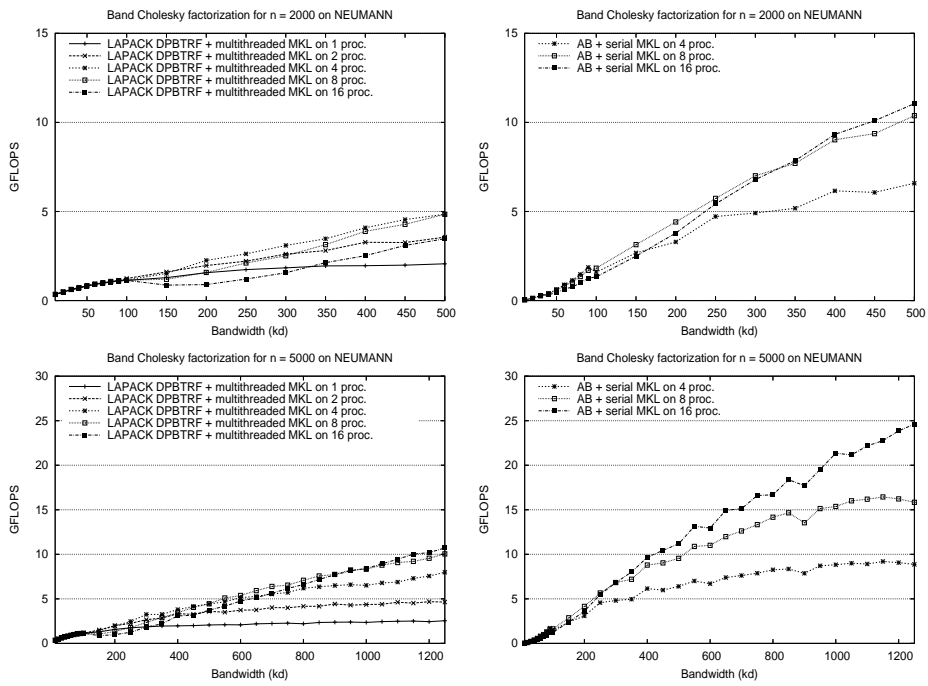 Band Cholesky factorization for n = 2000 on NEUMANN
15
10
5
0
GFLOPS
LAPACK DPBTRF + multithreaded MKL on 1 proc.
LAPACK DPBTRF + multithreaded MKL on 2 proc.
LAPACK DPBTRF + multithreaded MKL on 4 proc.
LAPACK DPBTRF + multithreaded MKL on 8 proc.
LAPACK DPBTRF + multithreaded MKL on 16 proc.
50 100 150 200 250 300 350 400 450 500
Bandwidth (kd)
Band Cholesky factorization for n = 2000 on NEUMANN
15
10
5
0
GFLOPS
AB + serial MKL on 4 proc.
AB + serial MKL on 8 proc.
AB + serial MKL on 16 proc.
50 100 150 200 250 300 350 400 450 500
Bandwidth (kd)
Band Cholesky factorization for n = 5000 on NEUMANN
30
25
20
15
10
5
0
GFLOPS
LAPACK DPBTRF + multithreaded MKL on 1 proc.
LAPACK DPBTRF + multithreaded MKL on 2 proc.
LAPACK DPBTRF + multithreaded MKL on 4 proc.
LAPACK DPBTRF + multithreaded MKL on 8 proc.
LAPACK DPBTRF + multithreaded MKL on 16 proc.
200 400 600 800 1000 1200
Bandwidth (kd)
Band Cholesky factorization for n = 5000 on NEUMANN
30
25
20
15
10
5
0
GFLOPS
AB + serial MKL on 4 proc.
AB + serial MKL on 8 proc.
AB + serial MKL on 16 proc.
200 400 600 800 1000 1200
Bandwidth (kd)